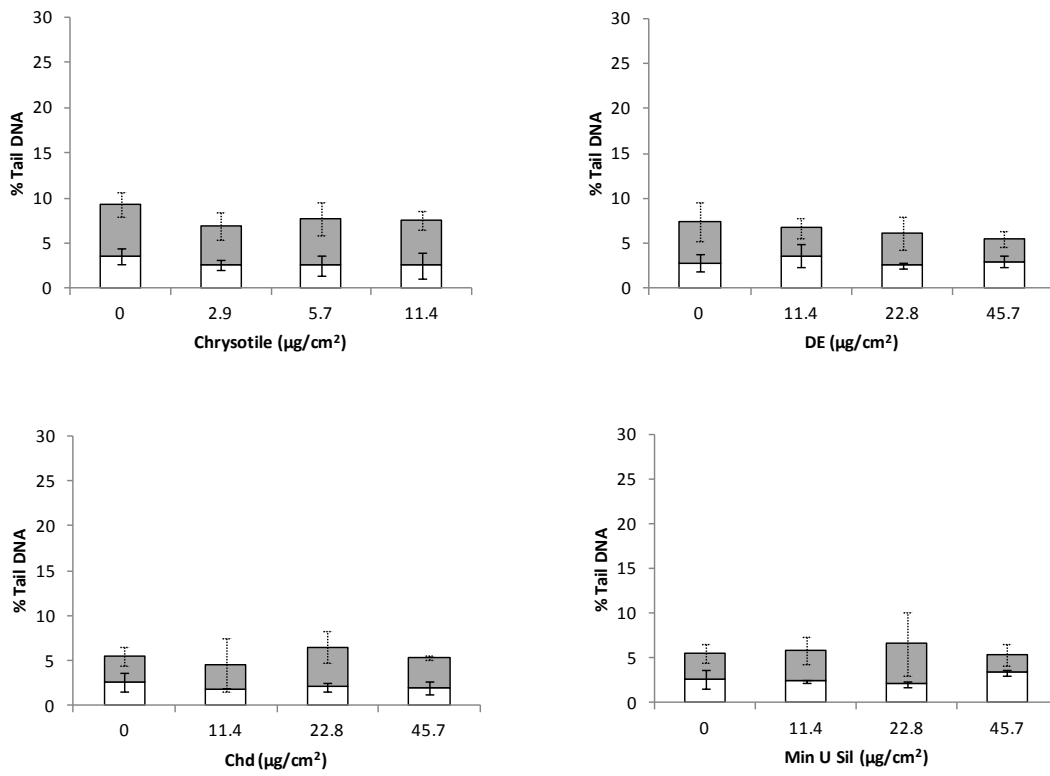 30
25
20
15
10
5
0
% Tail DNA
0 2.9 5.7 11.4
Chrysotile (µg/cm²)
30
25
20
15
10
5
0
% Tail DNA
0 11.4 22.8 45.7
DE (µg/cm²)
30
25
20
15
10
5
0
% Tail DNA
0 11.4 22.8 45.7
Chd (µg/cm²)
30
25
20
15
10
5
0
% Tail DNA
0 11.4 22.8 45.7
Min U Sil (µg/cm²)